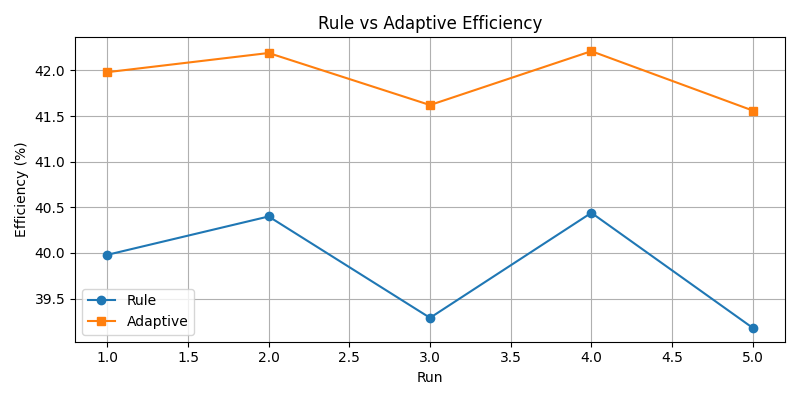 Rule vs Adaptive Efficiency
Efficiency (%)
42.0
41.5
41.0
40.5
40.0
39.5
Rule
Adaptive
1.0 1.5 2.0 2.5 3.0 3.5 4.0 4.5 5.0
Run